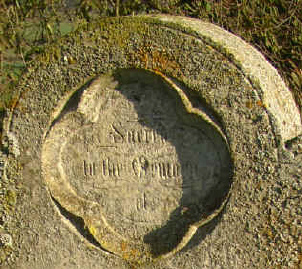 Sacred
to the Memory
of